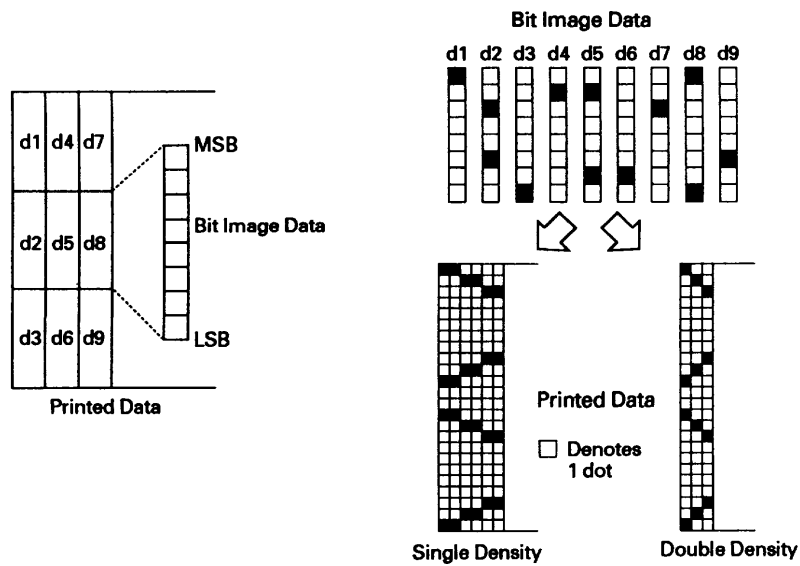 Bit Image Data
d1 d2 d3 d4 d5 d6 d7 d8 d9
d1 d4 d7
d2 d5 d8
d3 d6 d9
MSB
Bit Image Data
LSB
Printed Data
Printed Data
Denotes
1 dot
Single Density
Double Density